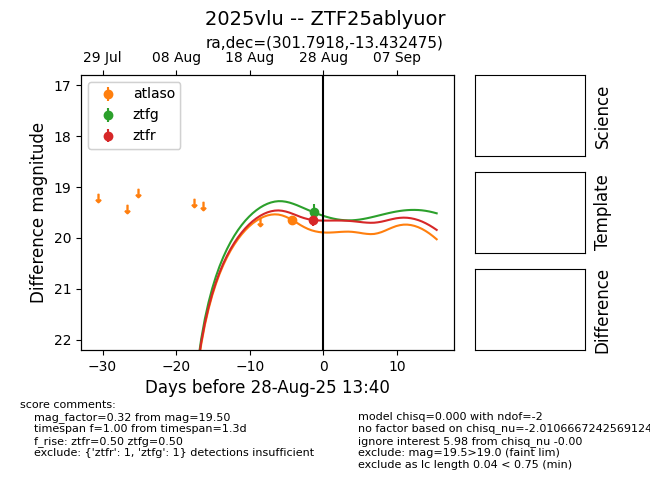 2025vlu -- ZTF25ablyuor
ra,dec=(301.7918,-13.432475)
29 Jul 08 Aug 18 Aug 28 Aug 07 Sep
17
18
19
20
21
22
Difference magnitude
atlaso
ztfg
ztfr
−30 −20 −10 0 10
Days before 28-Aug-25 13:40
Science
Template
Difference
score comments:
mag_factor=0.32 from mag=19.50
timespan f=1.00 from timespan=1.3d
f_rise: ztfr=0.50 ztfg=0.50
exclude: {'ztfr': 1, 'ztfg': 1} detections insufficient
model chisq=0.000 with ndof=-2
no factor based on chisq_nu=-2.0106667242569124
ignore interest 5.98 from chisq_nu -0.00
exclude: mag=19.5>19.0 (faint lim)
exclude as lc length 0.04 < 0.75 (min)